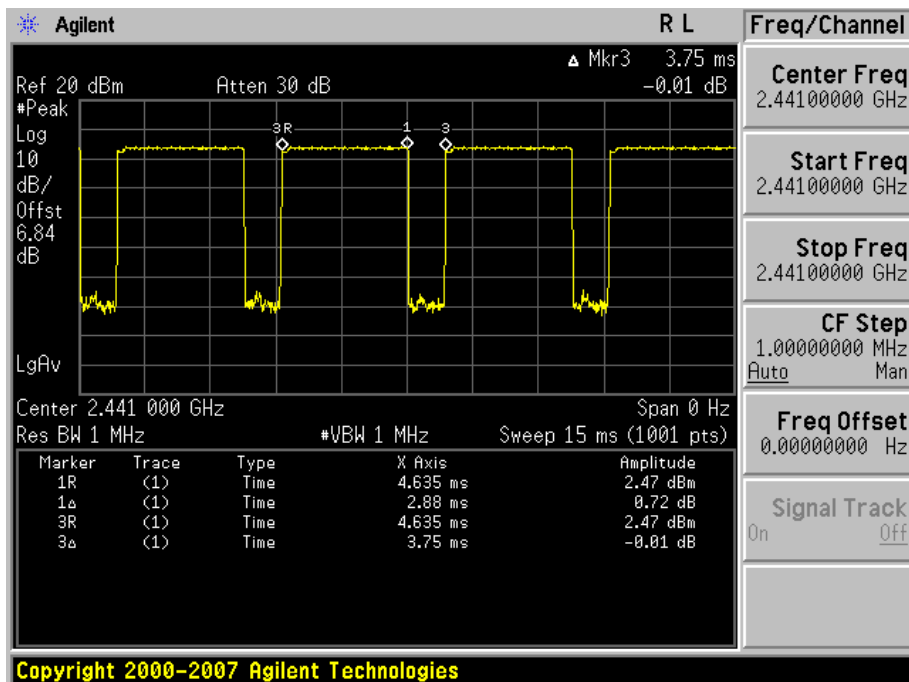 Agilent R L
Freq/Channel
Δ Mkr3 3.75 ms
Ref 20 dBm Atten 30 dB -0.01 dB
#Peak
Log
10
dB/
Offst
6.84
dB
LgAv
3R 1 3
Center 2.441 000 GHz Span 0 Hz
Res BW 1 MHz #VBW 1 MHz Sweep 15 ms (1001 pts)
Marker Trace Type X Axis Amplitude
1R (1) Time 4.635 ms 2.47 dBm
1Δ (1) Time 2.88 ms 0.72 dB
3R (1) Time 4.635 ms 2.47 dBm
3Δ (1) Time 3.75 ms -0.01 dB
Center Freq
2.44100000 GHz
Start Freq
2.44100000 GHz
Stop Freq
2.44100000 GHz
CF Step
1.00000000 MHz
Auto Man
Freq Offset
0.00000000 Hz
Signal Track
On Off
Copyright 2000-2007 Agilent Technologies